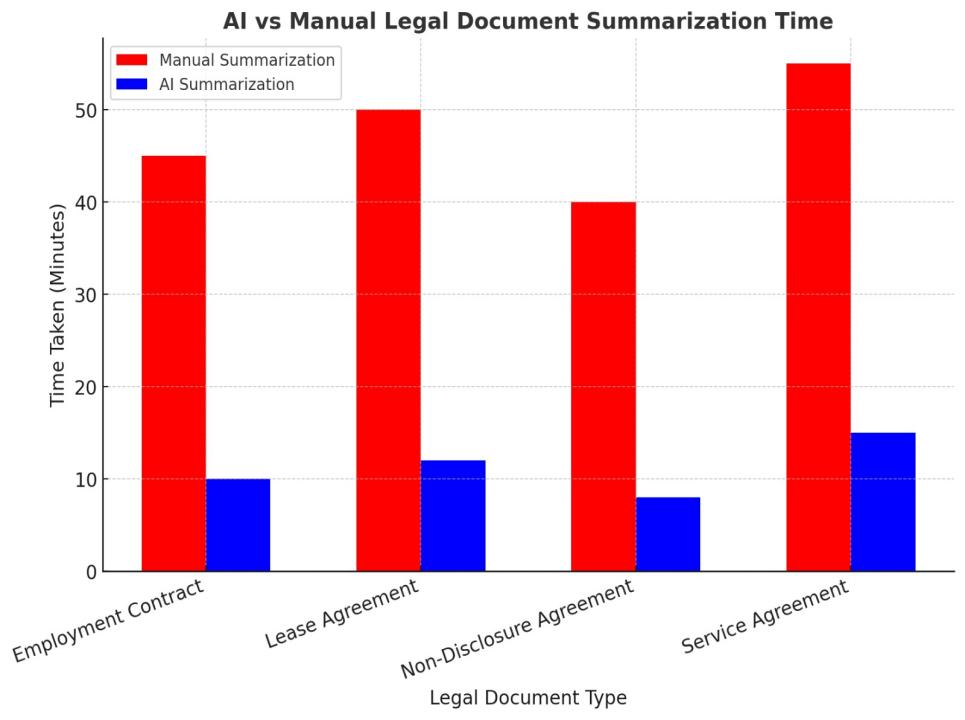 AI vs Manual Legal Document Summarization Time
Manual Summarization
AI Summarization
Time Taken (Minutes)
50
40
30
20
10
0
Employment Contract
Lease Agreement
Non-Disclosure Agreement
Service Agreement
Legal Document Type